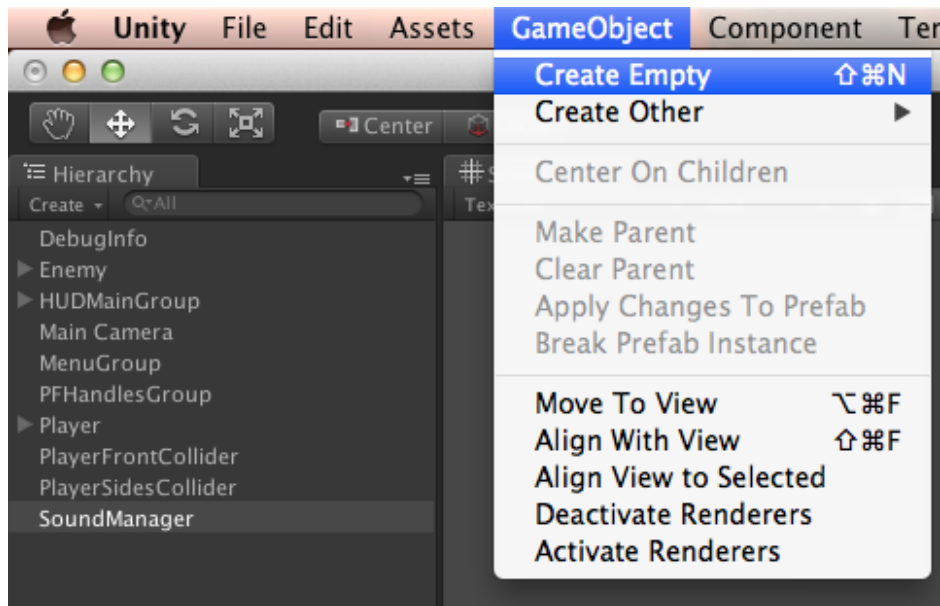 Unity File Edit Assets GameObject Component Ter
Create Empty ⇧⌘N
Create Other ▶
Center On Children
Make Parent
Clear Parent
Apply Changes To Prefab
Break Prefab Instance
Move To View ⌥⌘F
Align With View ⇧⌘F
Align View to Selected
Deactivate Renderers
Activate Renderers
Center
Hierarchy
Create All
DebugInfo
Enemy
HUDMainGroup
Main Camera
MenuGroup
PFHandlesGroup
Player
PlayerFrontCollider
PlayerSidesCollider
SoundManager
# S
Tex